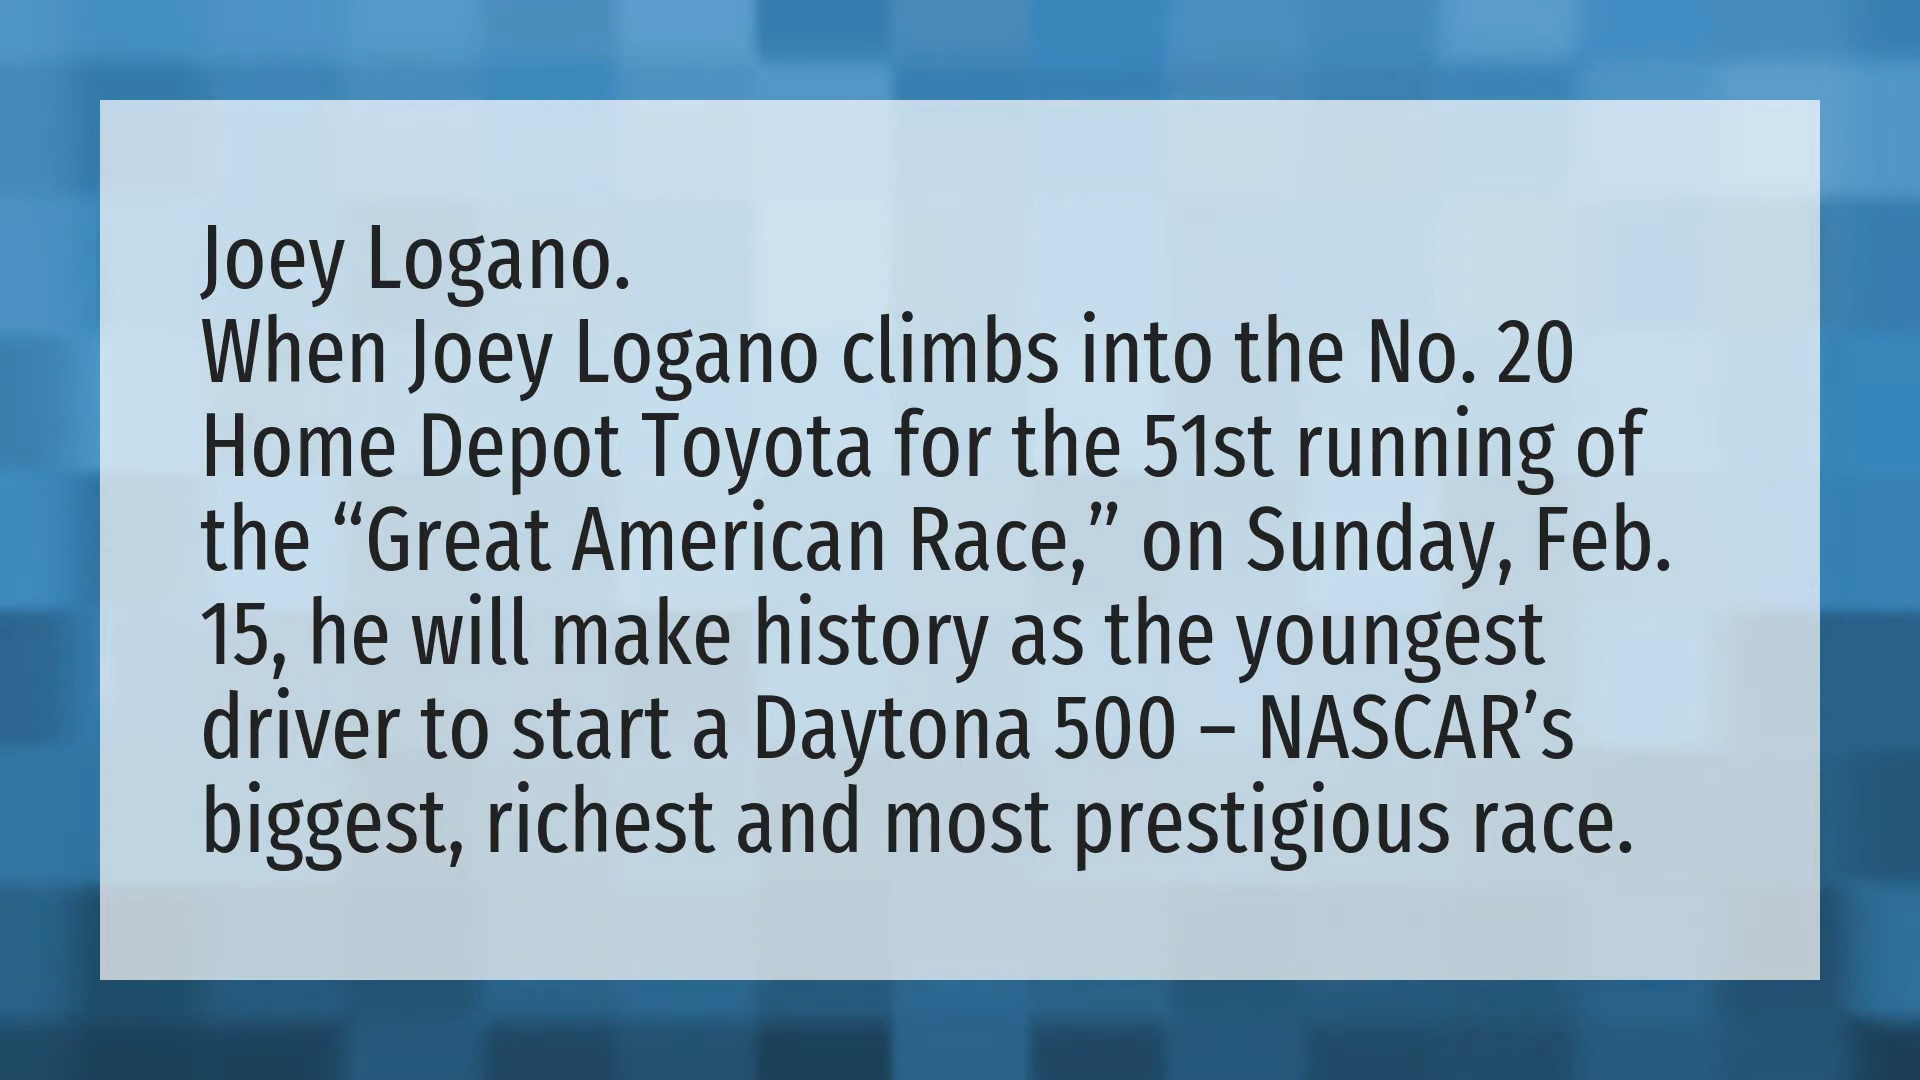 Joey Logano.
When Joey Logano climbs into the No. 20
Home Depot Toyota for the 51st running of
the “Great American Race,” on Sunday, Feb.
15, he will make history as the youngest
driver to start a Daytona 500 – NASCAR’s
biggest, richest and most prestigious race.